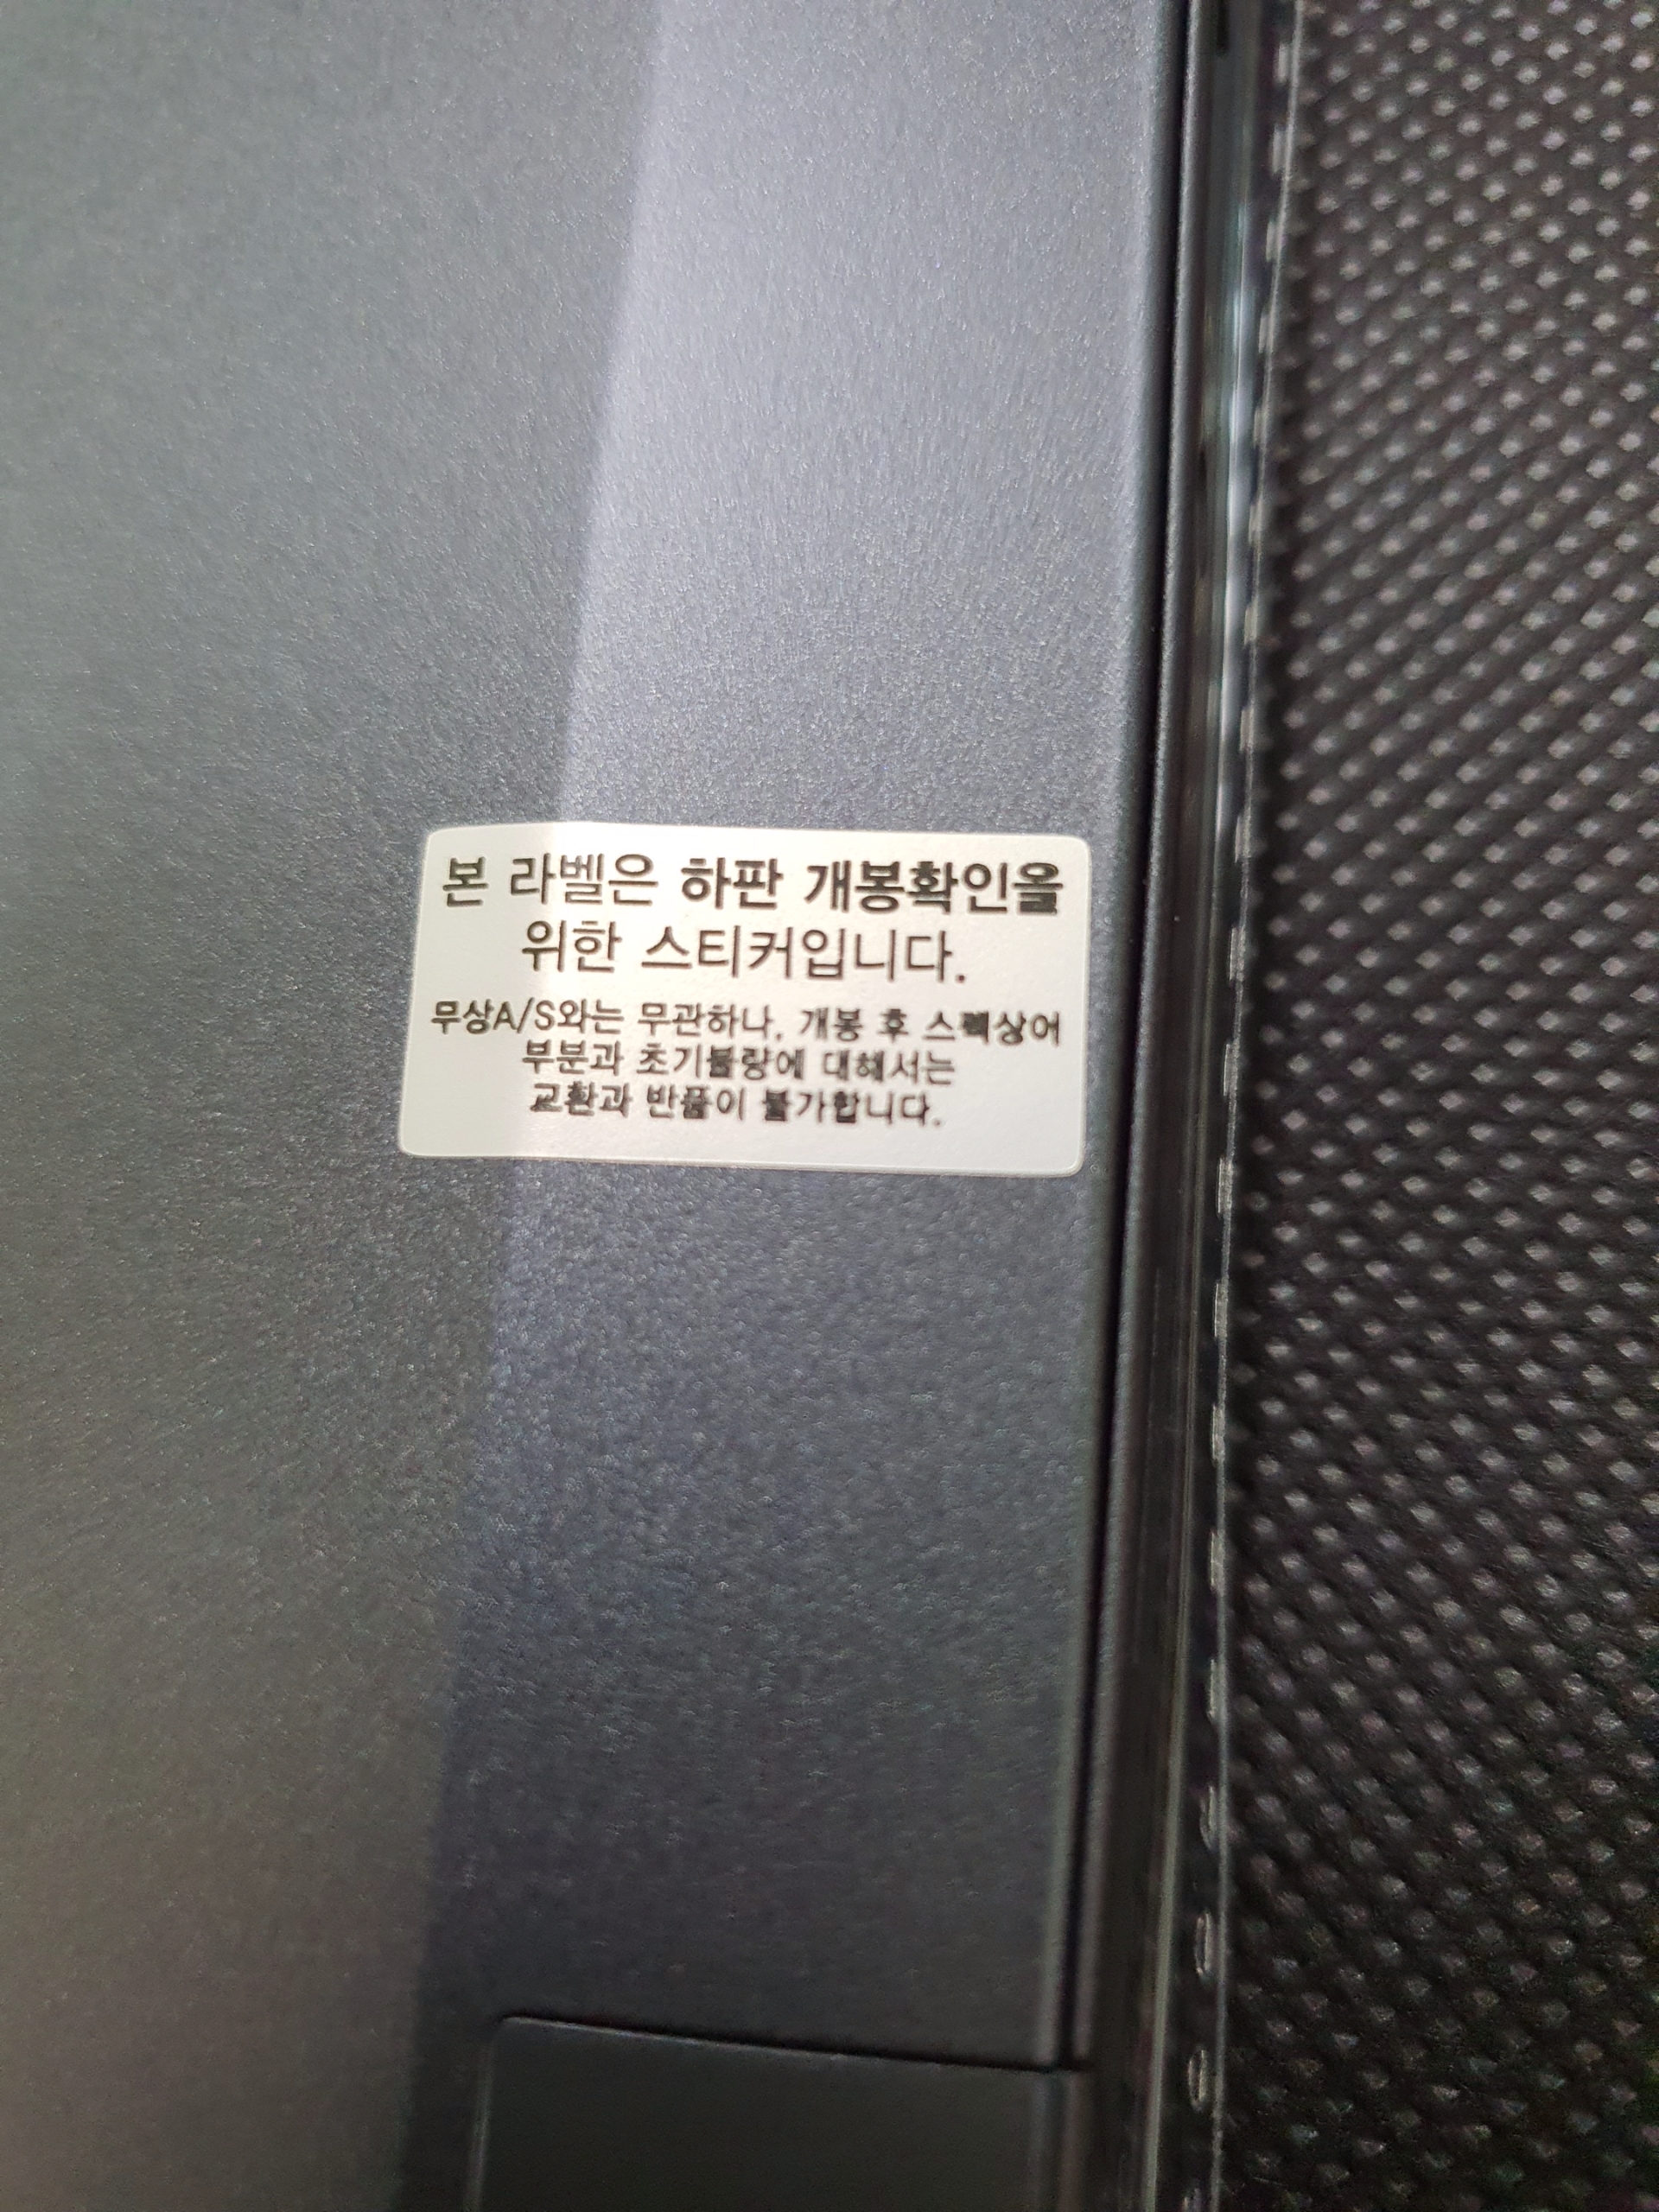 본 라벨은 하판 개봉확인을
위한 스티커입니다.
무상A/S와는 무관하나, 개봉 후 스펙상어
부분과 초기불량에 대해서는
교환과 반품이 불가합니다.